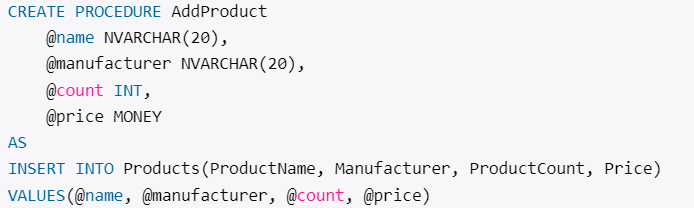 CREATE PROCEDURE AddProduct
    @name NVARCHAR(20),
    @manufacturer NVARCHAR(20),
    @count INT,
    @price MONEY
AS
INSERT INTO Products(ProductName, Manufacturer, ProductCount, Price)
VALUES(@name, @manufacturer, @count, @price)